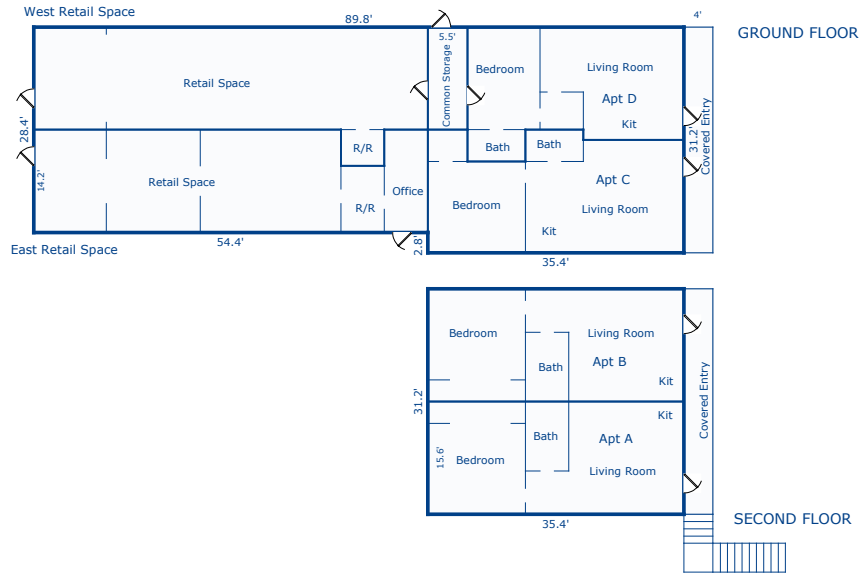 West Retail Space
89.8'
5.5'
4'
GROUND FLOOR
Retail Space
Common Storage
Bedroom
Living Room
Apt D
Kit
28.4'
31.2'
Covered Entry
R/R
Bath
Bath
14.2'
Retail Space
Office
Apt C
R/R
Bedroom
Living Room
Kit
54.4'
2.8'
East Retail Space
35.4'
Bedroom
Living Room
Apt B
Bath
Kit
Covered Entry
31.2'
Kit
Bath
Apt A
15.6'
Bedroom
Living Room
35.4'
SECOND FLOOR